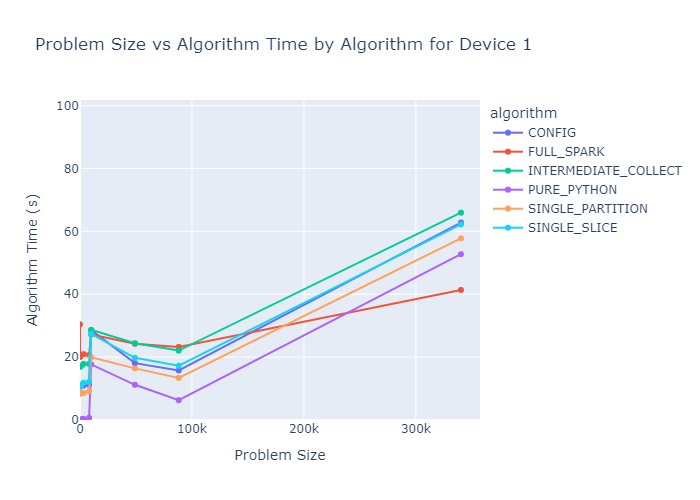 Problem Size vs Algorithm Time by Algorithm for Device 1
100
80
60
40
20
0
Algorithm Time (s)
0
100k
200k
300k
Problem Size
algorithm
CONFIG
FULL_SPARK
INTERMEDIATE_COLLECT
PURE_PYTHON
SINGLE_PARTITION
SINGLE_SLICE